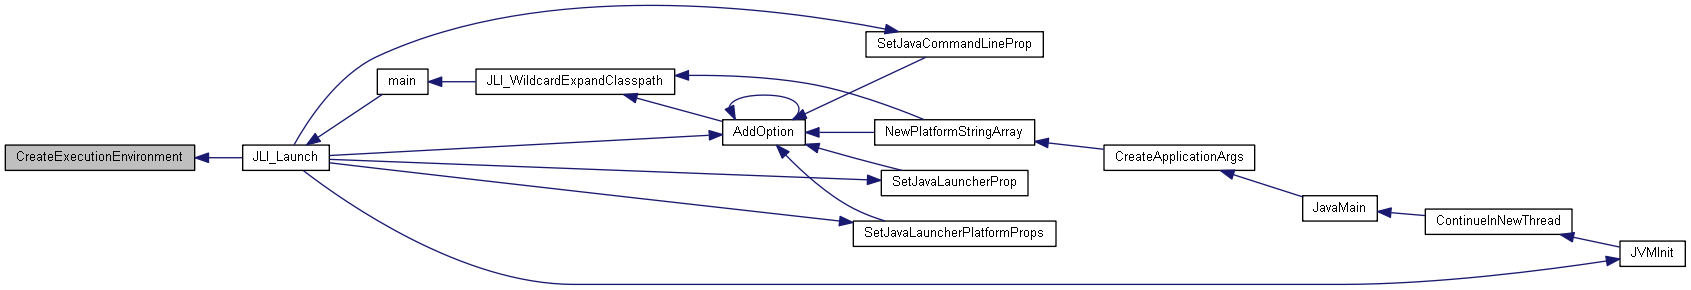 SetJavaCommandLineProp
main
JLI_WildcardExpandClasspath
AddOption
NewPlatformStringArray
CreateExecutionEnvironment
JLI_Launch
CreateApplicationArgs
SetJavaLauncherProp
JavaMain
ContinueInNewThread
SetJavaLauncherPlatformProps
JVMInit